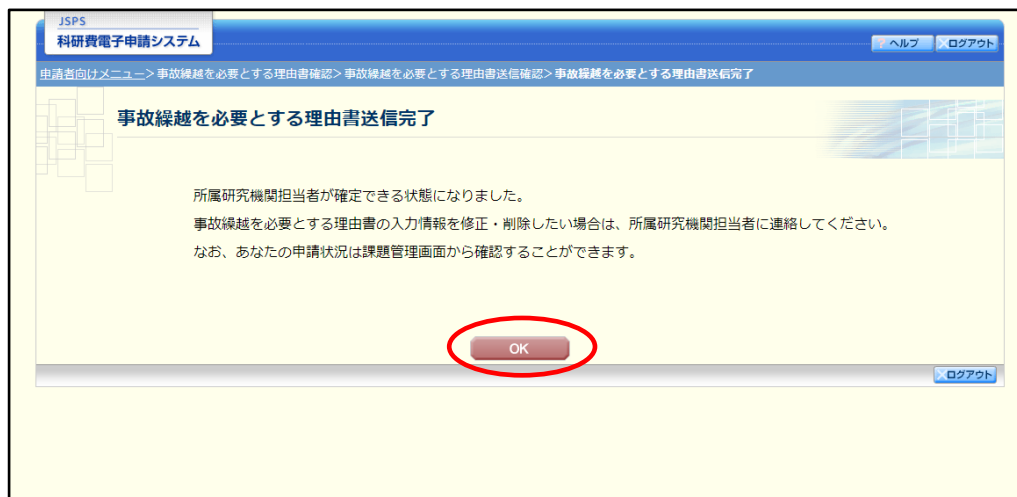 JSPS
科研費電子申請システム
? ヘルプ
×ログアウト
申請者向けメニュー>事故繰越を必要とする理由書確認>事故繰越を必要とする理由書送信確認>事故繰越を必要とする理由書送信完了
事故繰越を必要とする理由書送信完了
所属研究機関担当者が確定できる状態になりました。
事故繰越を必要とする理由書の入力情報を修正・削除したい場合は、所属研究機関担当者に連絡してください。
なお、あなたの申請状況は課題管理画面から確認することができます。
OK
×ログアウト